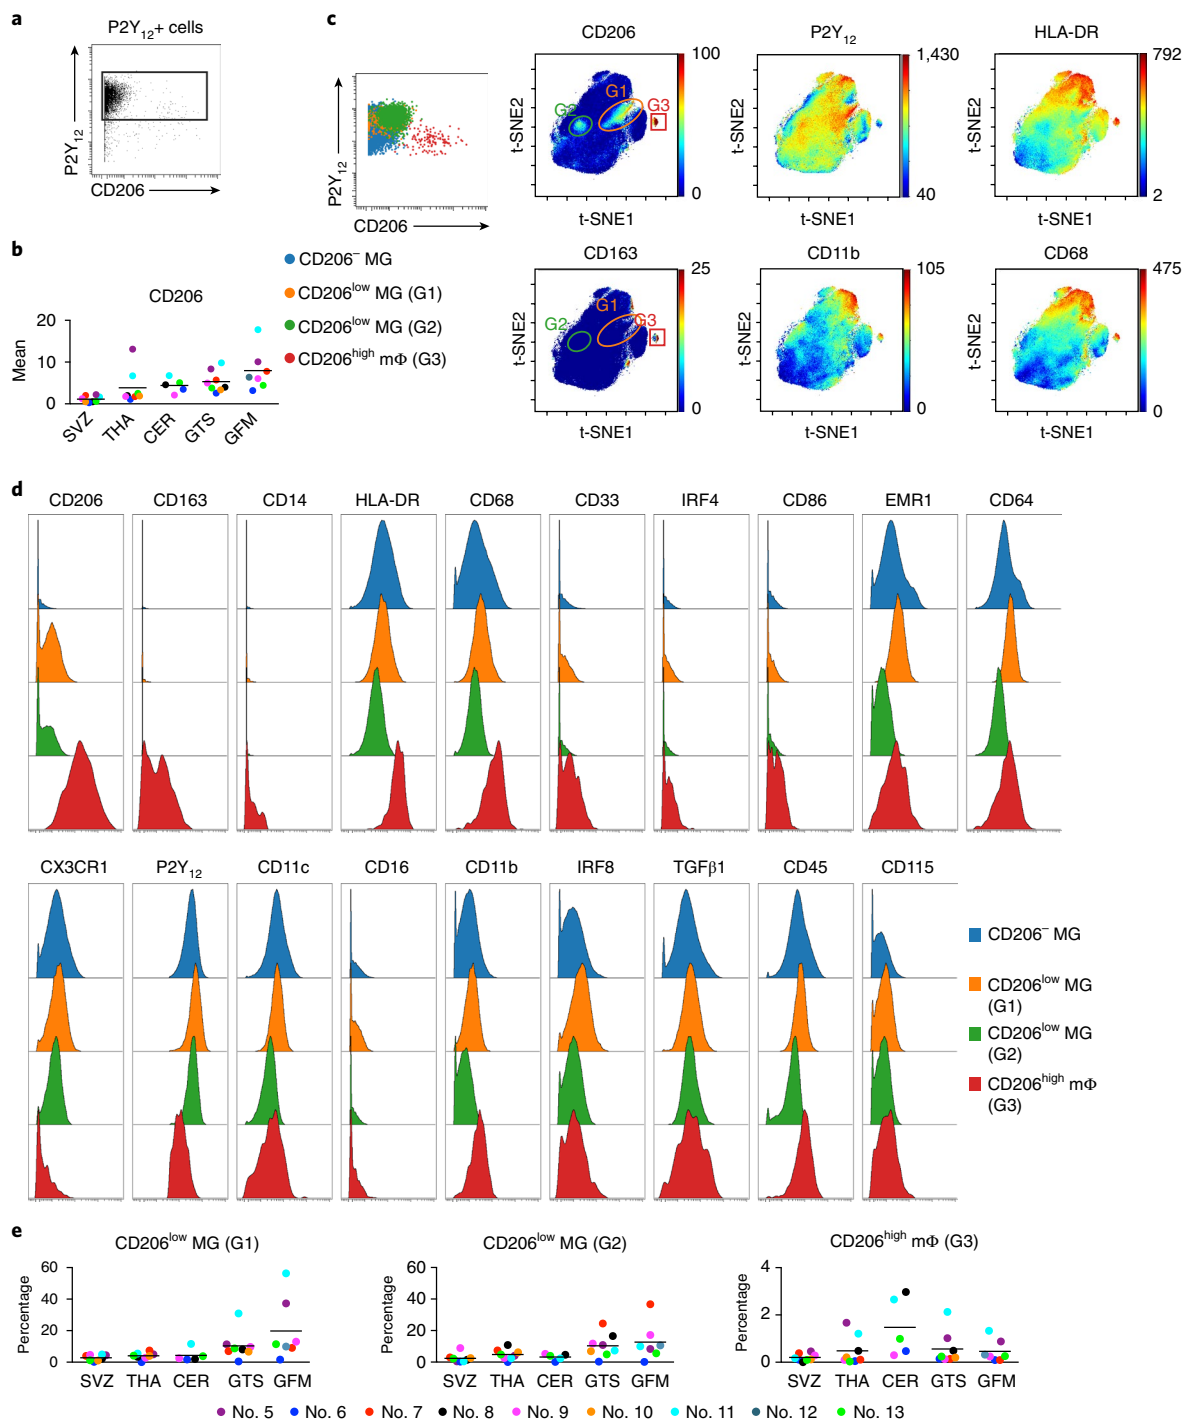 a
P2Y12+ cells
P2Y12
CD206
b
CD206
Mean
20
10
0
SVZ THA CER GTS GFM
CD206– MG
CD206low MG (G1)
CD206low MG (G2)
CD206high mΦ (G3)
c
P2Y12
CD206
CD206
G1
G2
G3
100
0
t-SNE2
t-SNE1
P2Y12
1,430
40
t-SNE2
t-SNE1
HLA-DR
792
2
t-SNE2
t-SNE1
CD163
G1
G2
G3
25
0
t-SNE2
t-SNE1
CD11b
105
0
t-SNE2
t-SNE1
CD68
475
0
t-SNE2
t-SNE1
d
CD206 CD163 CD14 HLA-DR CD68 CD33 IRF4 CD86 EMR1 CD64
CX3CR1 P2Y12 CD11c CD16 CD11b IRF8 TGFβ1 CD45 CD115
CD206– MG
CD206low MG
(G1)
CD206low MG
(G2)
CD206high mΦ
(G3)
e
CD206low MG (G1)
Percentage
60
40
20
0
SVZ THA CER GTS GFM
CD206low MG (G2)
Percentage
60
40
20
0
SVZ THA CER GTS GFM
CD206high mΦ (G3)
Percentage
4
2
0
SVZ THA CER GTS GFM
No. 5 No. 6 No. 7 No. 8 No. 9 No. 10 No. 11 No. 12 No. 13